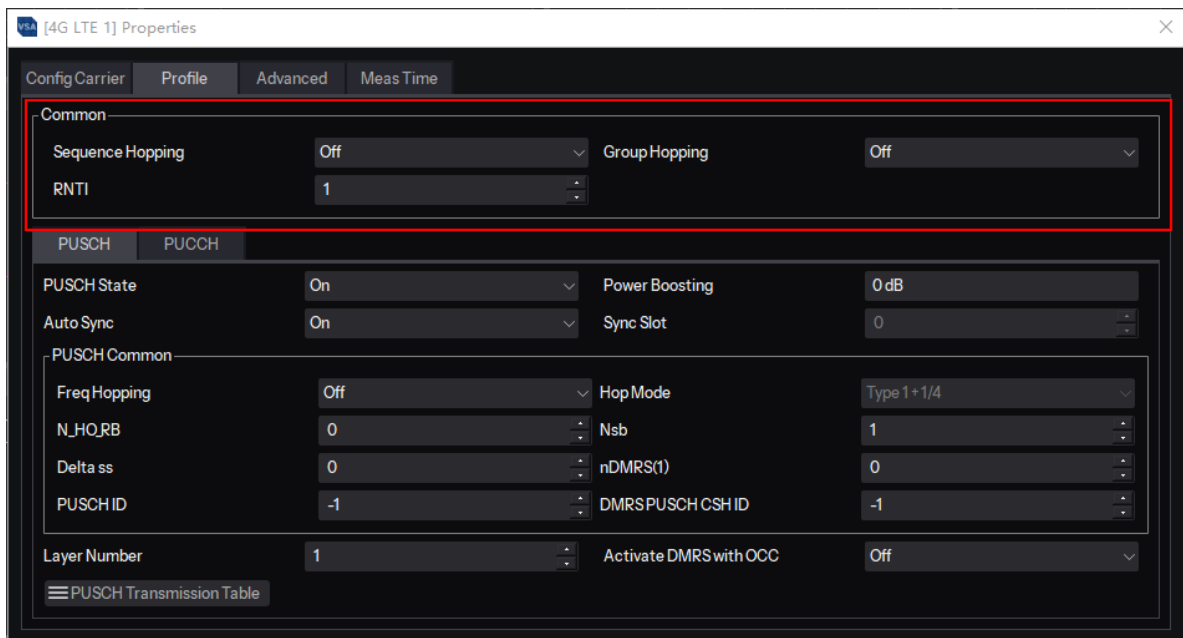 VSA [4G LTE 1] Properties
Config Carrier Profile Advanced Meas Time
Common
Sequence Hopping Off Group Hopping Off
RNTI 1
PUSCH PUCCH
PUSCH State On Power Boosting 0 dB
Auto Sync On Sync Slot 0
PUSCH Common
Freq Hopping Off Hop Mode Type 1+1/4
N_HO_RB 0 Nsb 1
Delta ss 0 nDMRS(1) 0
PUSCH ID -1 DMRS PUSCH CSH ID -1
Layer Number 1 Activate DMRS with OCC Off
PUSCH Transmission Table